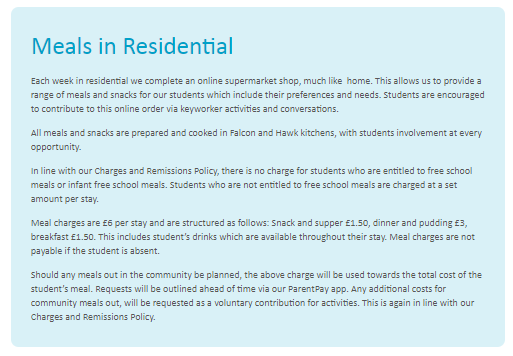 Meals in Residential
Each week in residential we complete an online supermarket shop, much like  home. This allows us to provide a
range of meals and snacks for our students which include their preferences and needs. Students are encouraged
to contribute to this online order via keyworker activities and conversations.
All meals and snacks are prepared and cooked in Falcon and Hawk kitchens, with students involvement at every
opportunity.
In line with our Charges and Remissions Policy, there is no charge for students who are entitled to free school
meals or infant free school meals. Students who are not entitled to free school meals are charged at a set
amount per stay.
Meal charges are £6 per stay and are structured as follows: Snack and supper £1.50, dinner and pudding £3,
breakfast £1.50. This includes student's drinks which are available throughout their stay. Meal charges are not
payable if the student is absent.
Should any meals out in the community be planned, the above charge will be used towards the total cost of the
student's meal. Requests will be outlined ahead of time via our ParentPay app. Any additional costs for
community meals out, will be requested as a voluntary contribution for activities. This is again in line with our
Charges and Remissions Policy.